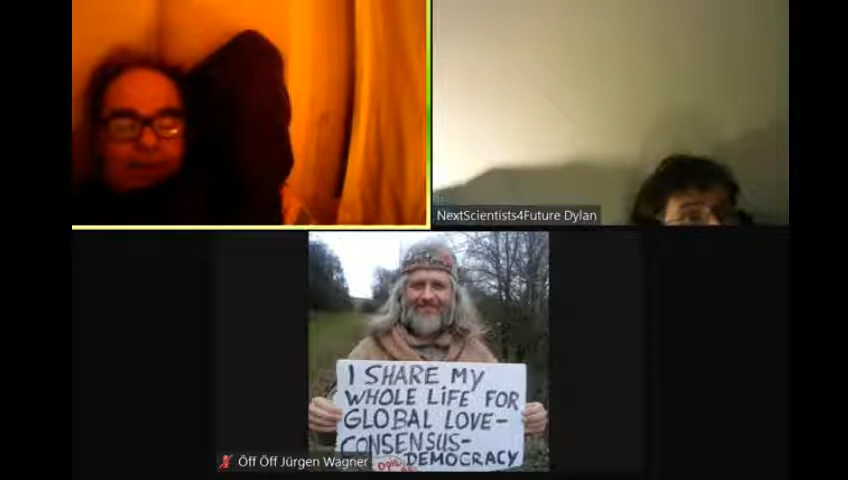 NextScientists4Future Dylan
I SHARE MY
WHOLE LIFE FOR
GLOBAL LOVE-
CONSENSUS-
DEMOCRACY
Öff Öff Jürgen Wagner